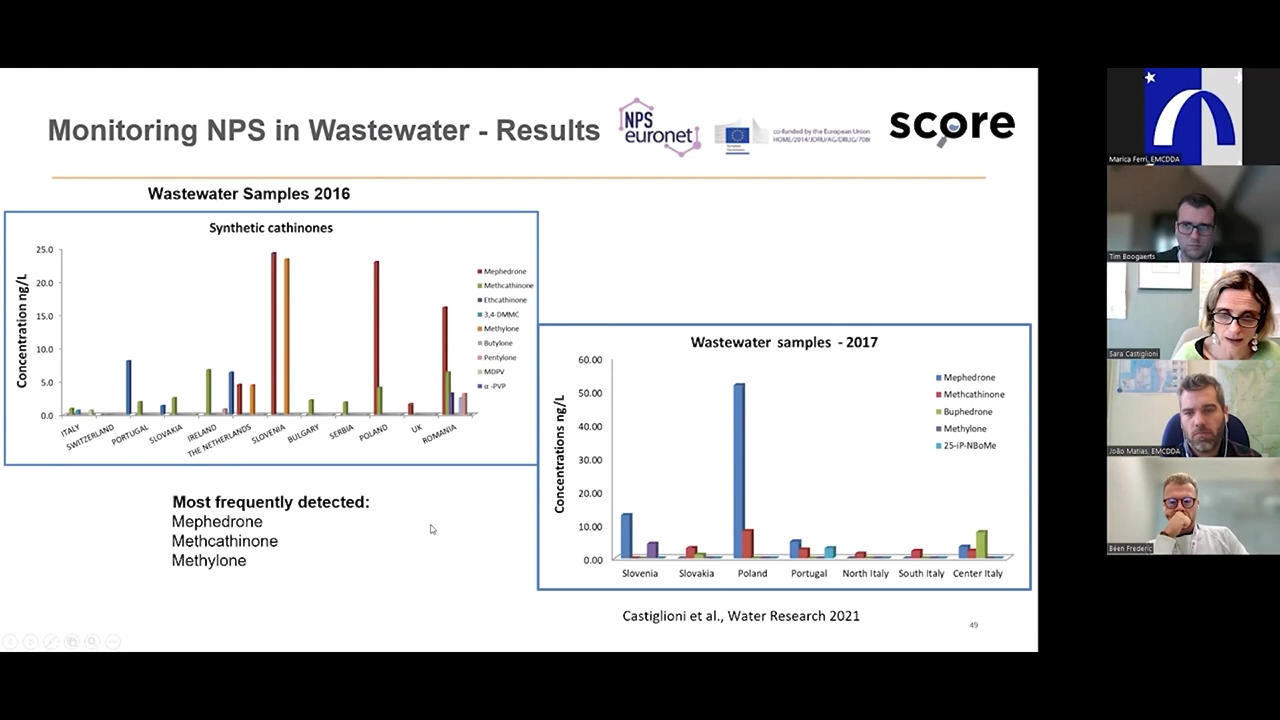 Monitoring NPS in Wastewater - Results
NPS
euronet
co-funded by the European Union
score
Wastewater Samples 2016
Synthetic cathinones
Concentration ng/L
25.0
20.0
15.0
10.0
5.0
0.0
ITALY
SWITZERLAND
PORTUGAL
SLOVAKIA
IRELAND
THE NETHERLANDS
SLOVENIA
BULGARY
SERBIA
POLAND
UK
ROMANIA
Mephedrone
Methcathinone
Ethcathinone
3,4-DMMC
Methylone
Butylone
Pentylone
MDPV
α -PVP
Most frequently detected:
Mephedrone
Methcathinone
Methylone
Wastewater samples - 2017
Concentrations ng/L
60.00
50.00
40.00
30.00
20.00
10.00
0.00
Slovenia
Slovakia
Poland
Portugal
North Italy
South Italy
Center Italy
Mephedrone
Methcathinone
Buphedrone
Methylone
25-iP-NBoMe
Castiglioni et al., Water Research 2021
49
Marica Ferri, EMCDDA
Tim Boogaerts
Sara Castiglioni
João Matias, EMCDDA
Béen Frederic